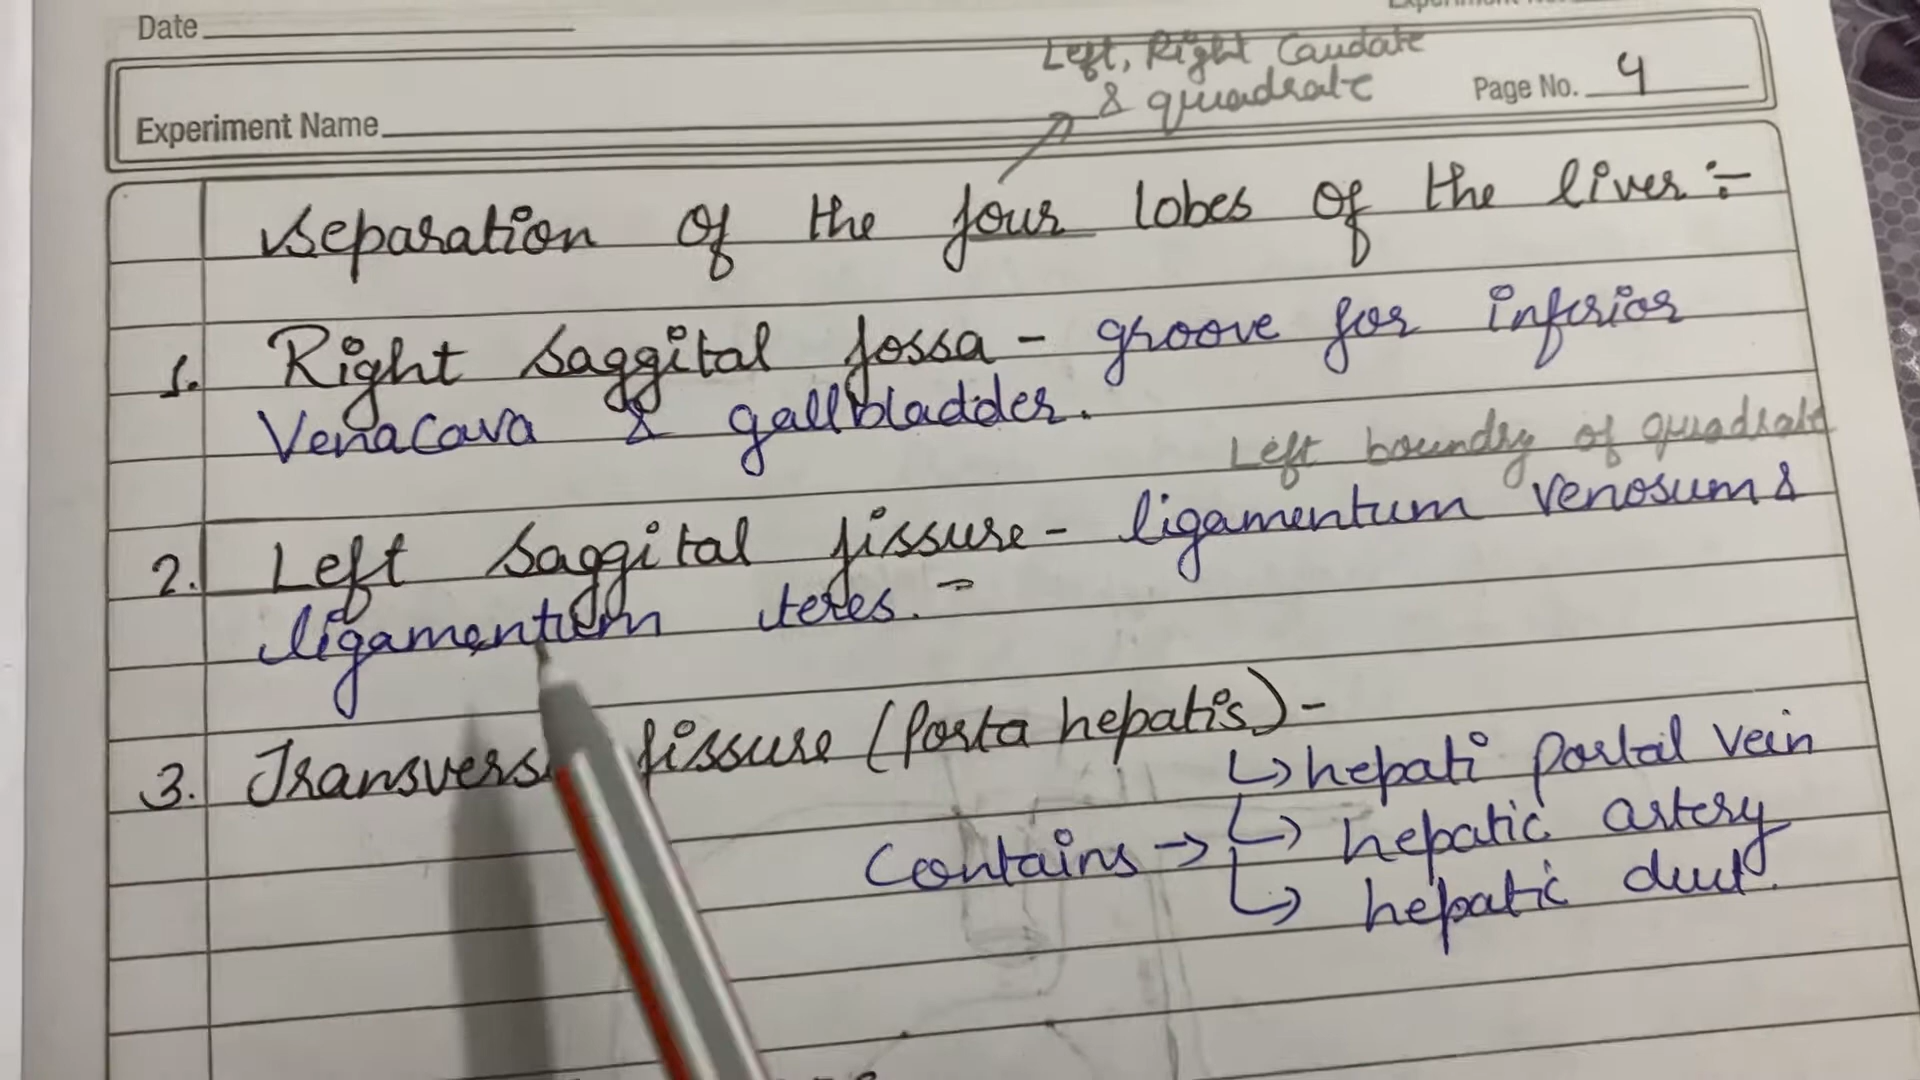 Date
Left, Right Caudate
& quadrate
Page No. 4
Experiment Name
Separation of the four lobes of the liver :-
1. Right Saggital fossa - groove for inferior
Venacava & gallbladder.
Left boundry of quadrate
2. Left Saggital fissure - ligamentum venosum &
ligamentum teres.
3. Transverse fissure (Porta hepatis) -
↳ hepati portal vein
Contains → ↳ hepatic artery
↳ hepatic duct.